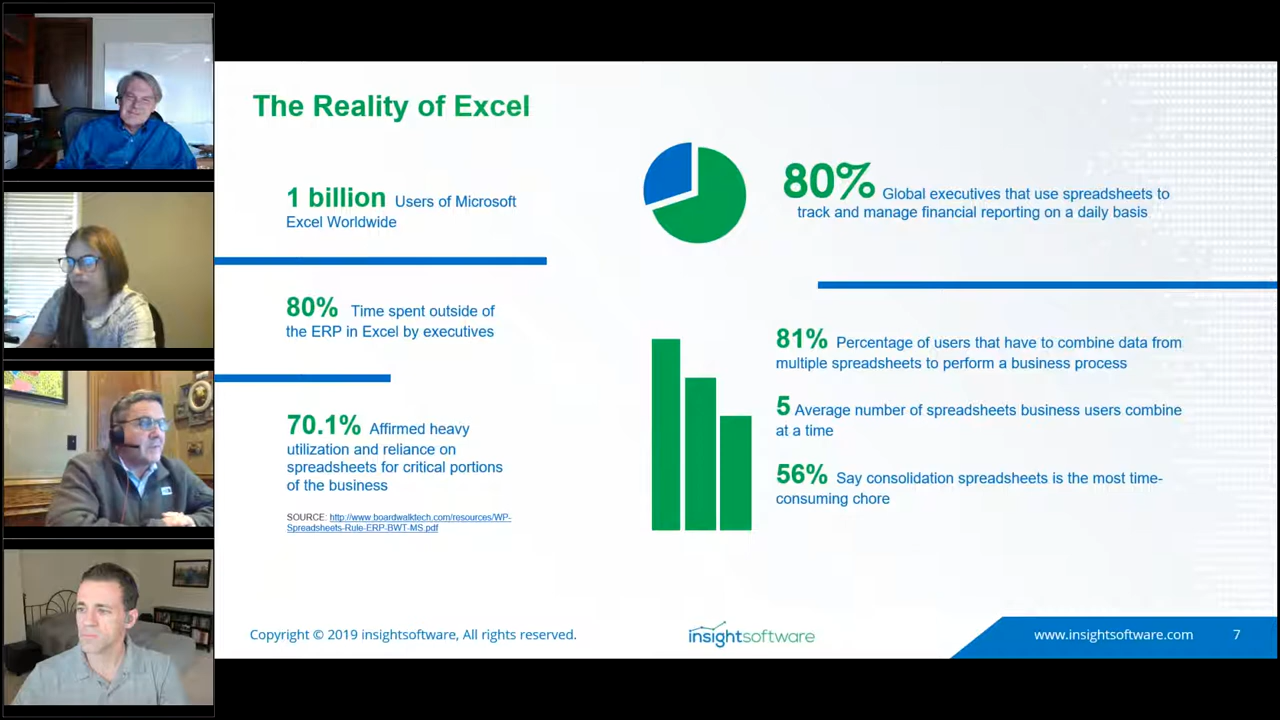 The Reality of Excel
1 billion Users of Microsoft
Excel Worldwide
80% Time spent outside of
the ERP in Excel by executives
70.1% Affirmed heavy
utilization and reliance on
spreadsheets for critical portions
of the business
SOURCE: http://www.boardwalktech.com/resources/WP-
Spreadsheets-Rule-ERP-BWT-MS.pdf
80% Global executives that use spreadsheets to
track and manage financial reporting on a daily basis
81% Percentage of users that have to combine data from
multiple spreadsheets to perform a business process
5 Average number of spreadsheets business users combine
at a time
56% Say consolidation spreadsheets is the most time-
consuming chore
Copyright © 2019 insightsoftware, All rights reserved.
insightsoftware
www.insightsoftware.com 7